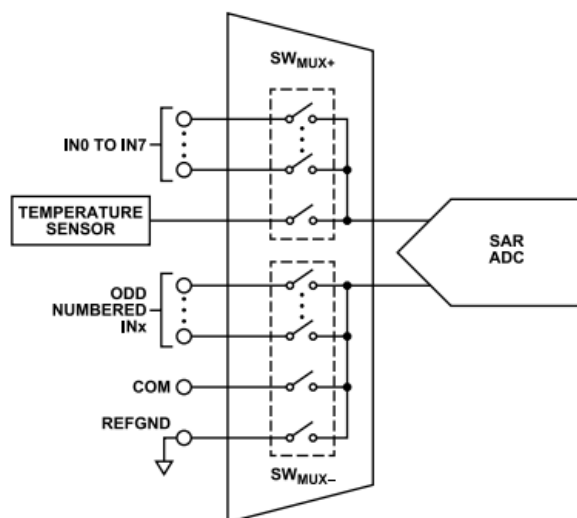 SWMUX+
IN0 TO IN7
TEMPERATURE
SENSOR
SAR
ADC
ODD
NUMBERED
INx
COM
REFGND
SWMUX–